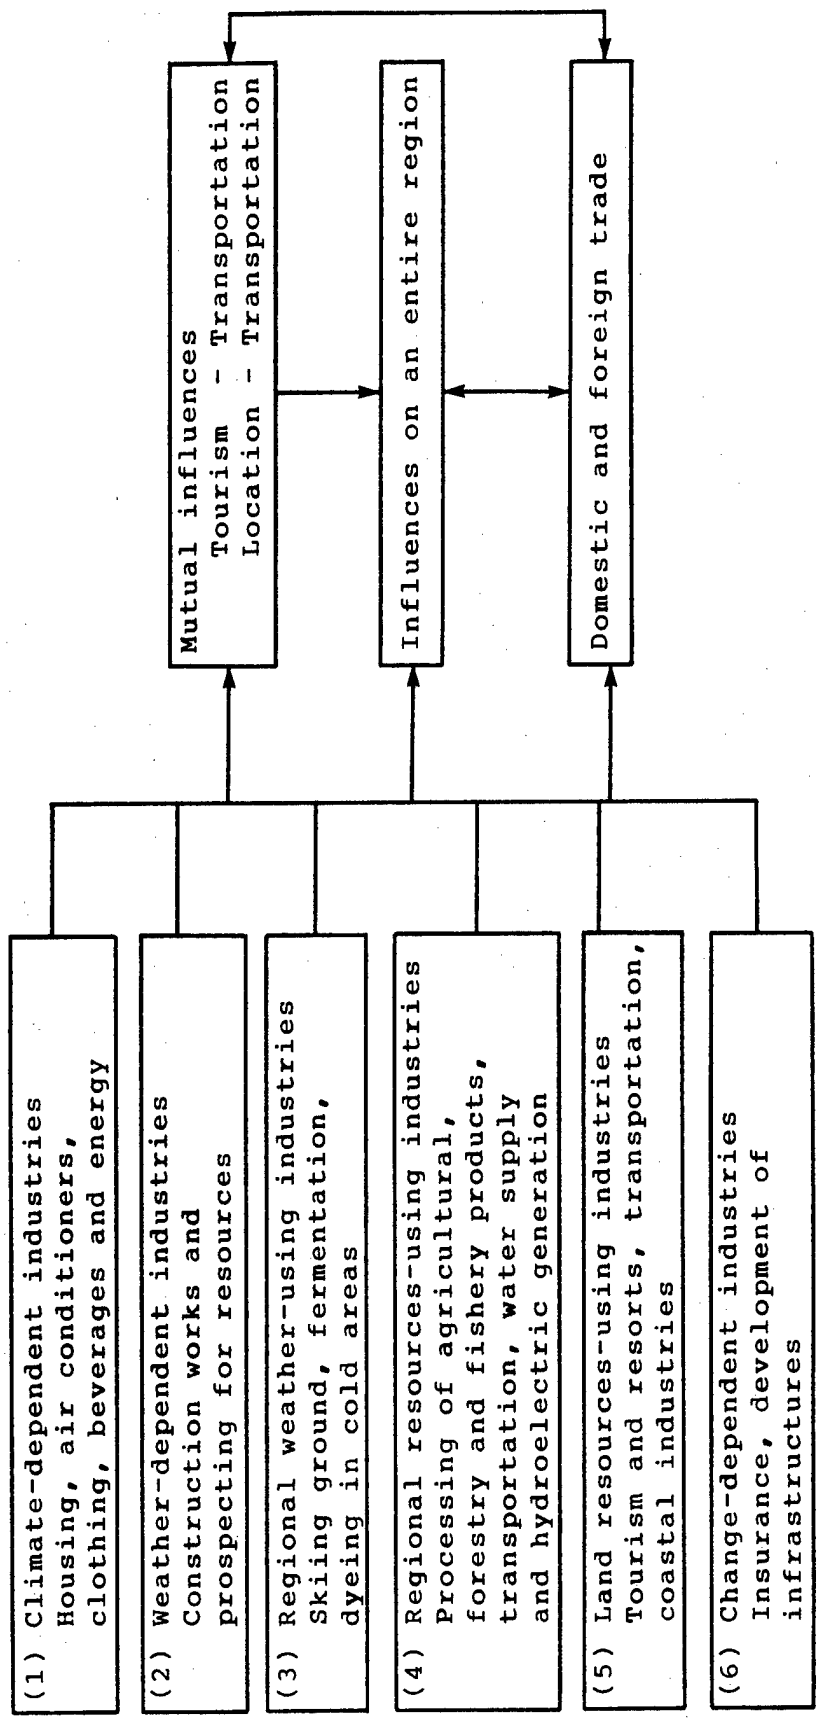 (1) Climate-dependent industries
Housing, air conditioners,
clothing, beverages and energy
(2) Weather-dependent industries
Construction works and
prospecting for resources
(3) Regional weather-using industries
Skiing ground, fermentation,
dyeing in cold areas
(4) Regional resources-using industries
Processing of agricultural,
forestry and fishery products,
transportation, water supply
and hydroelectric generation
(5) Land resources-using industries
Tourism and resorts, transportation,
coastal industries
(6) Change-dependent industries
Insurance, development of
infrastructures
Mutual influences
Tourism - Transportation
Location - Transportation
Influences on an entire region
Domestic and foreign trade